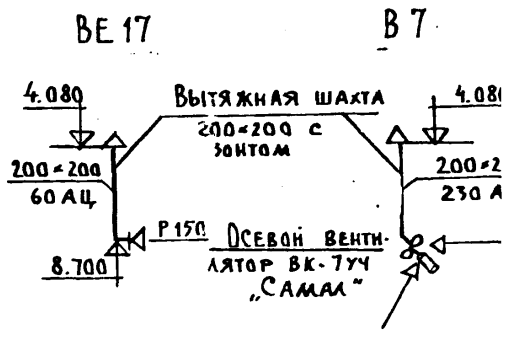 ВЕ 17
В 7
4.080
ВЫТЯЖНАЯ ШАХТА
200×200 С
ЗОНТОМ
4.080
200×200
60 АЦ
200×2
230 А
Р 150
ОСЕВОЙ ВЕНТИ-
ЛЯТОР ВК-7УЧ
„САМАЛ"
8.700